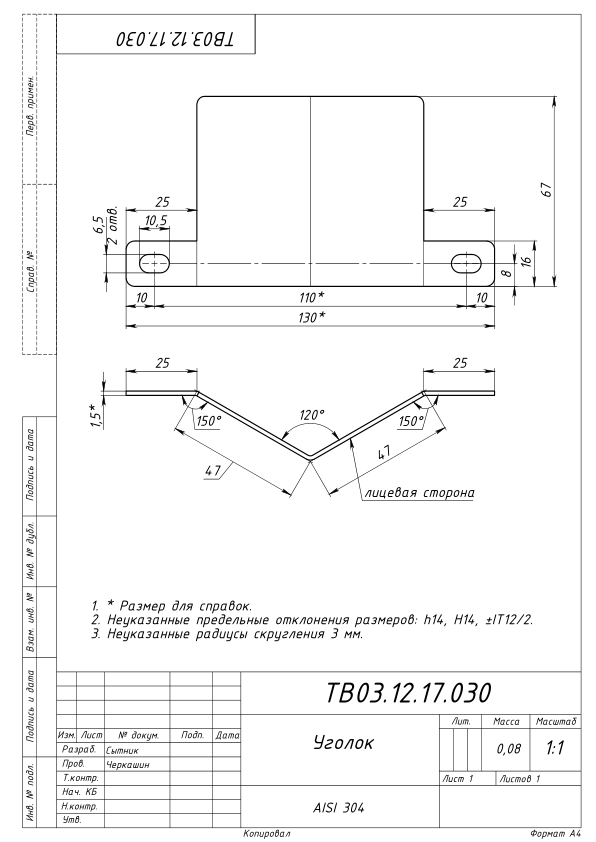 ТВ03.12.17.030
Перв. примен.
Справ. №
Подпись и дата
Инв. № дубл.
Взам. инв. №
Подпись и дата
Инв. № подл.
25
10,5
6,5
2 отв.
25
67
16
8
10
110*
10
130*
25
25
1,5*
150°
120°
150°
47
47
лицевая сторона
1. * Размер для справок.
2. Неуказанные предельные отклонения размеров: h14, H14, ±IT12/2.
3. Неуказанные радиусы скругления 3 мм.
ТВ03.12.17.030
Изм. Лист № докум. Подп. Дата
Разраб. Сытник
Пров. Черкашин
Т.контр.
Нач. КБ
Н.контр.
Утв.
Уголок
AISI 304
Лит. Масса Масштаб
0,08 1:1
Лист 1 Листов 1
Копировал Формат А4